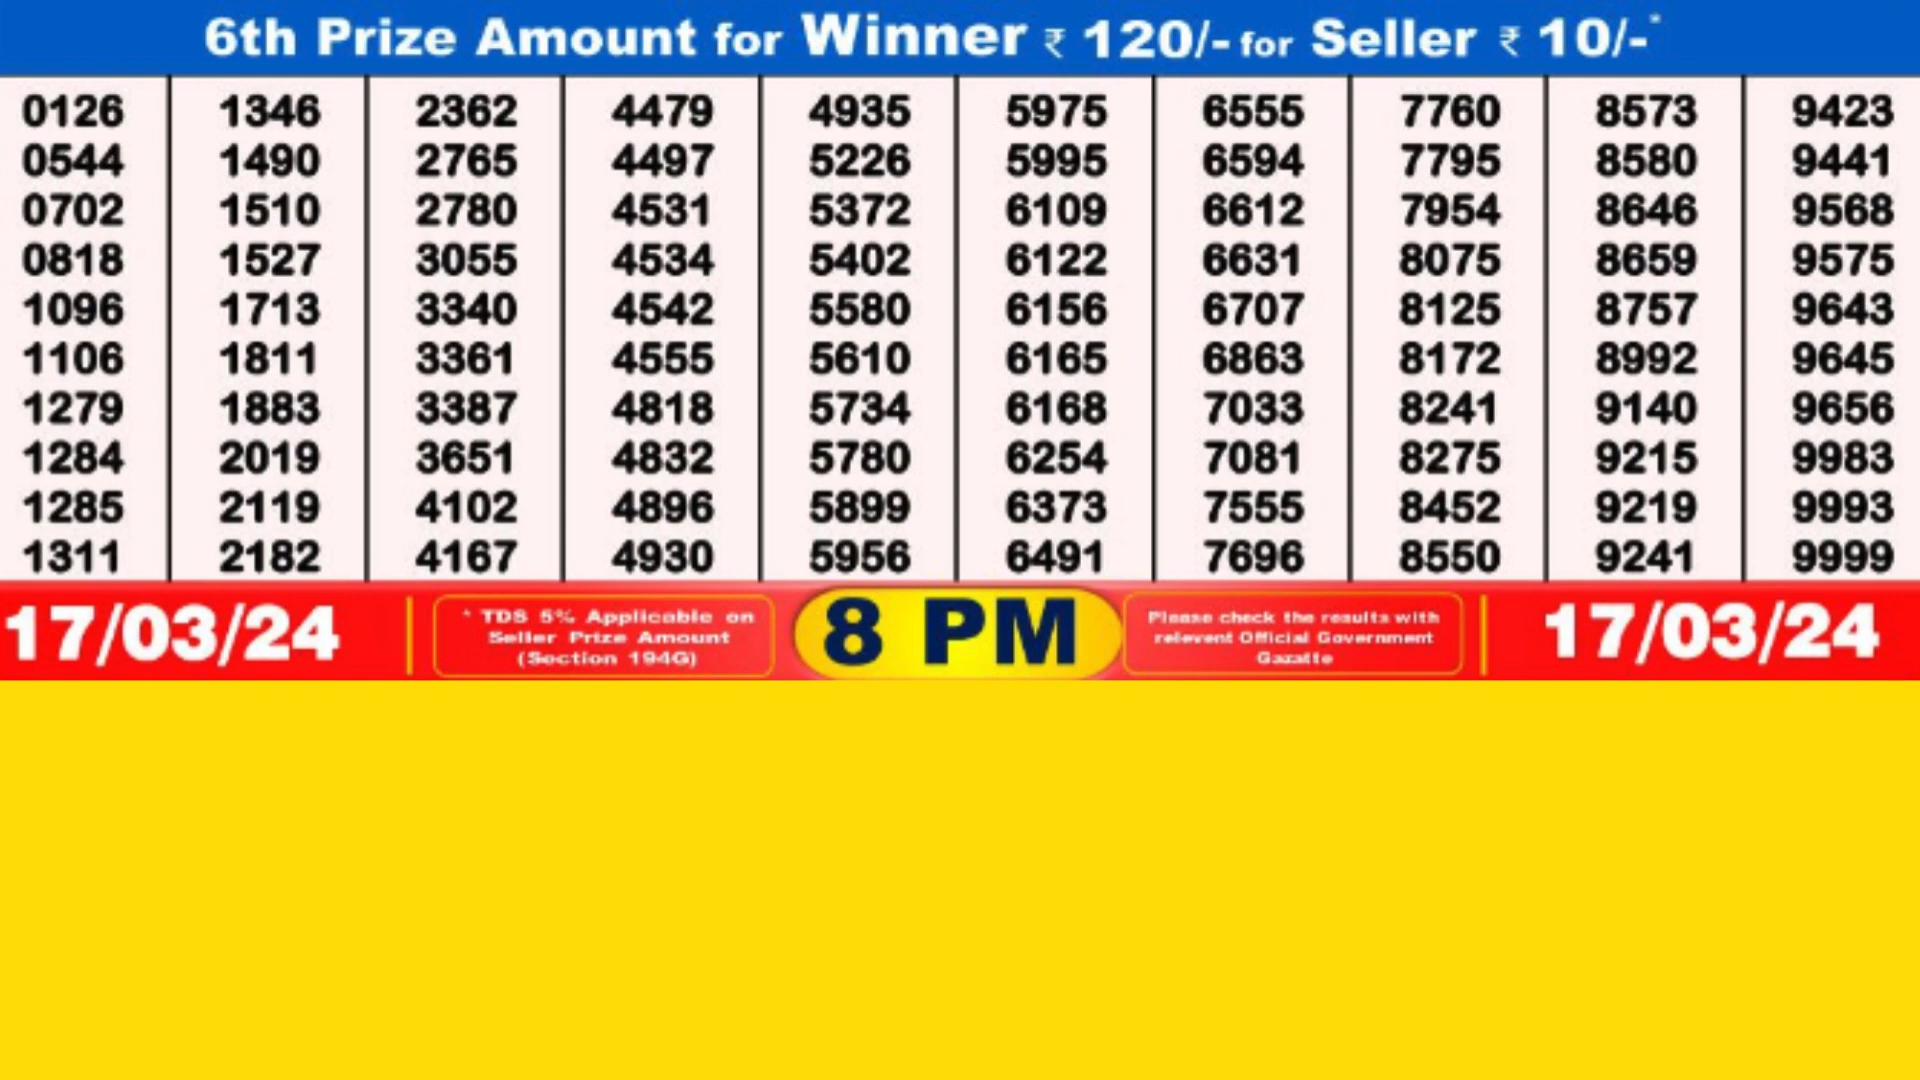 6th Prize Amount for Winner ₹ 120/- for Seller ₹ 10/-*
0126 1346 2362 4479 4935 5975 6555 7760 8573 9423
0544 1490 2765 4497 5226 5995 6594 7795 8580 9441
0702 1510 2780 4531 5372 6109 6612 7954 8646 9568
0818 1527 3055 4534 5402 6122 6631 8075 8659 9575
1096 1713 3340 4542 5580 6156 6707 8125 8757 9643
1106 1811 3361 4555 5610 6165 6863 8172 8992 9645
1279 1883 3387 4818 5734 6168 7033 8241 9140 9656
1284 2019 3651 4832 5780 6254 7081 8275 9215 9983
1285 2119 4102 4896 5899 6373 7555 8452 9219 9993
1311 2182 4167 4930 5956 6491 7696 8550 9241 9999
17/03/24
* TDS 5% Applicable on
Seller Prize Amount
(Section 194G)
8 PM
Please check the results with
relevent Official Government
Gazatte
17/03/24